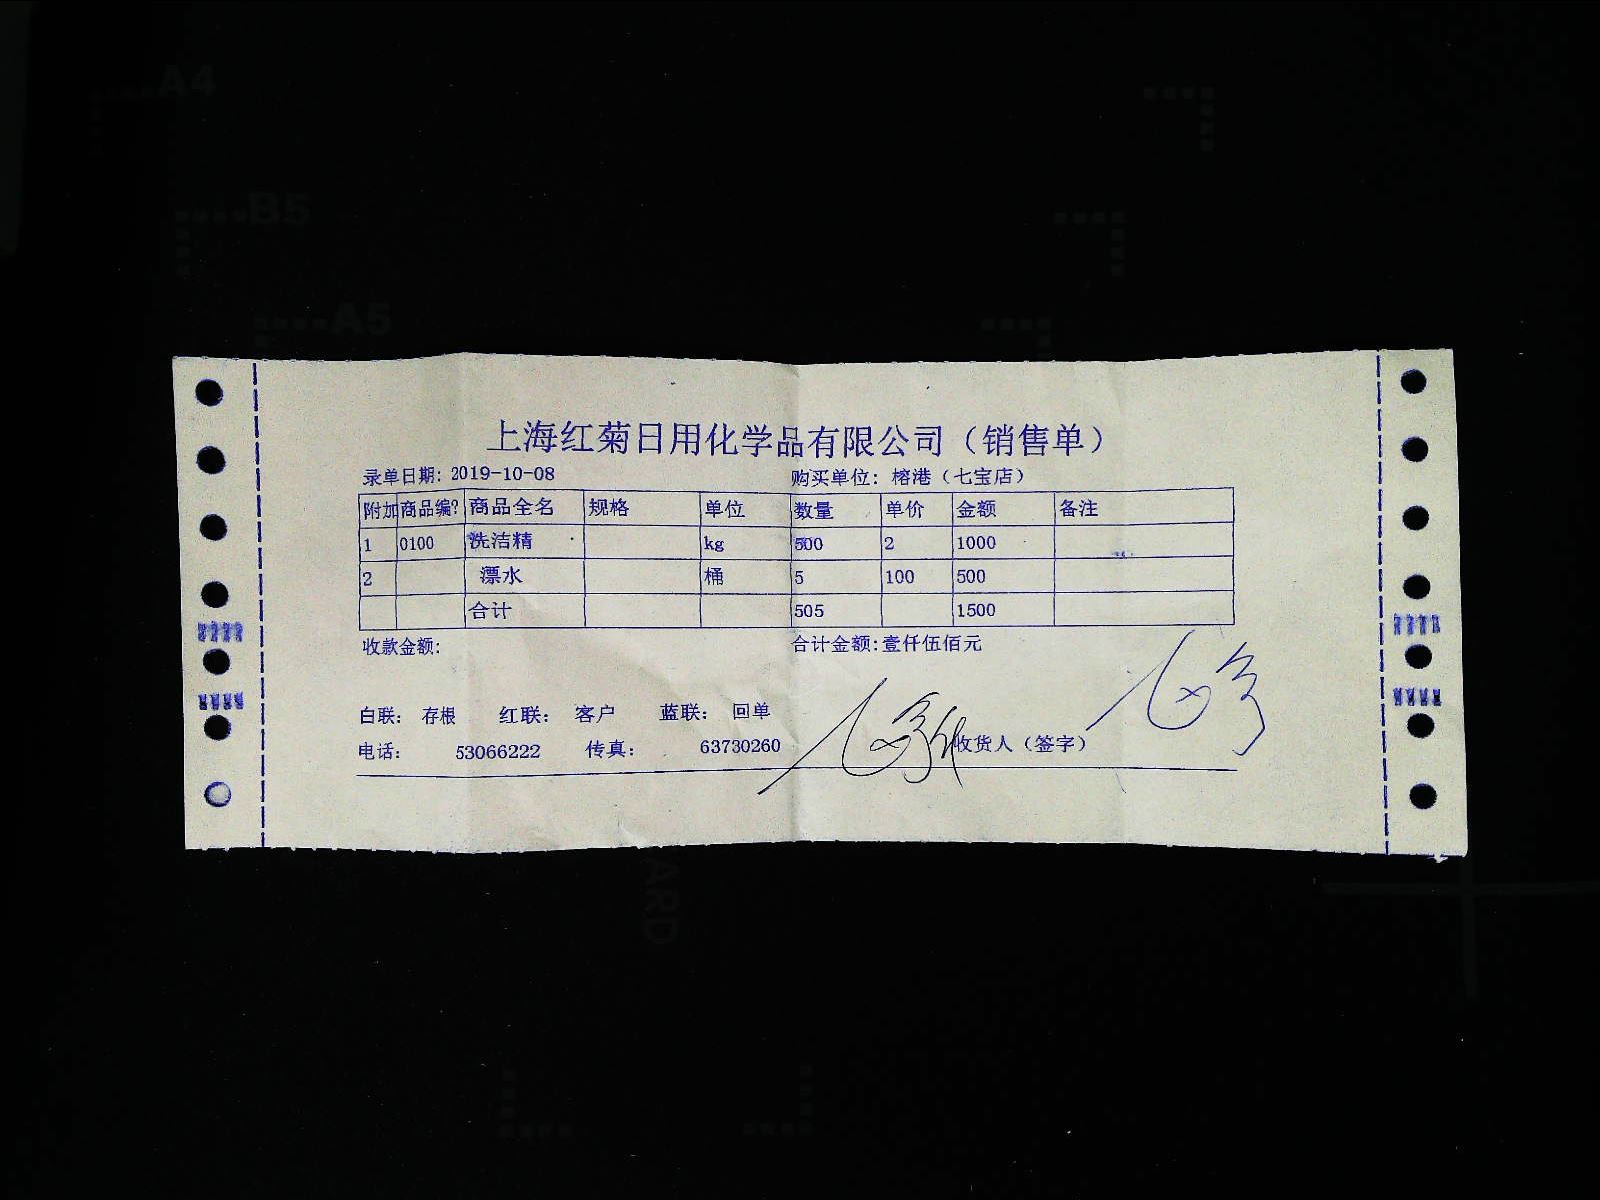 A4
B5
A5
上海红菊日用化学品有限公司（销售单）
录单日期: 2019-10-08 购买单位: 榕港（七宝店）
附加 商品编? 商品全名 规格 单位 数量 单价 金额 备注
1 0100 洗洁精 kg 500 2 1000
2 漂水 桶 5 100 500
合计 505 1500
收款金额: 合计金额:壹仟伍佰元
白联: 存根 红联: 客户 蓝联: 回单
电话: 53066222 传真: 63730260 收货人（签字）
ARD